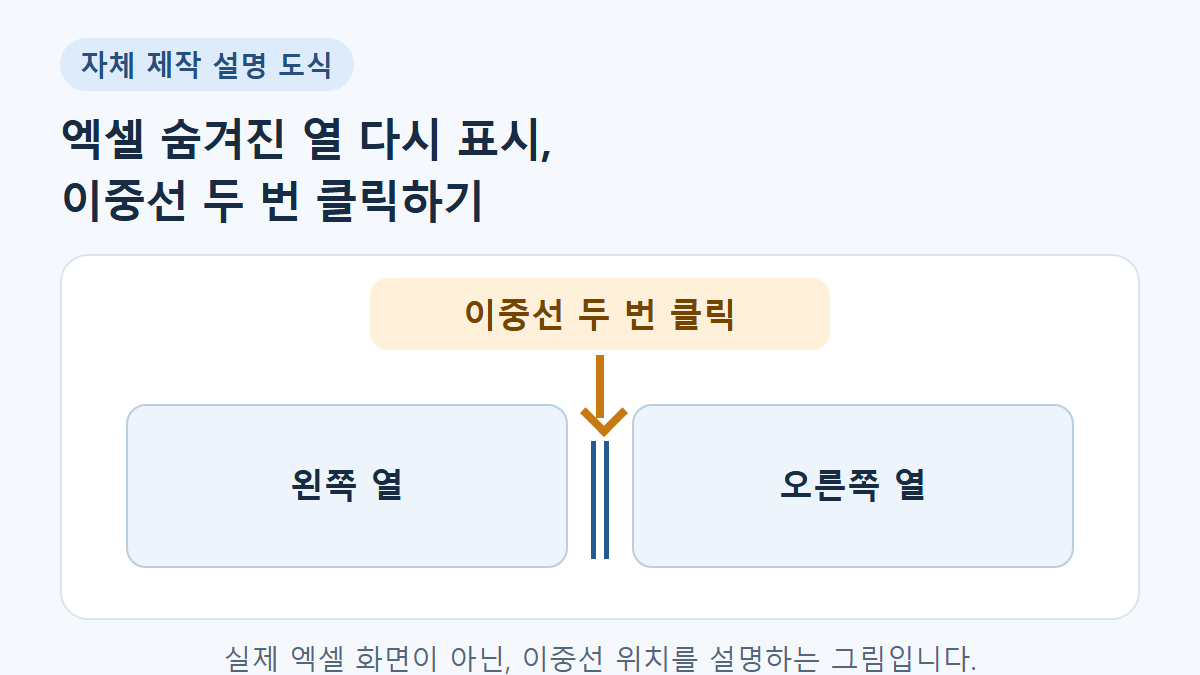 자체 제작 설명 도식
엑셀 숨겨진 열 다시 표시,
이중선 두 번 클릭하기
이중선 두 번 클릭
왼쪽 열
오른쪽 열
실제 엑셀 화면이 아닌, 이중선 위치를 설명하는 그림입니다.